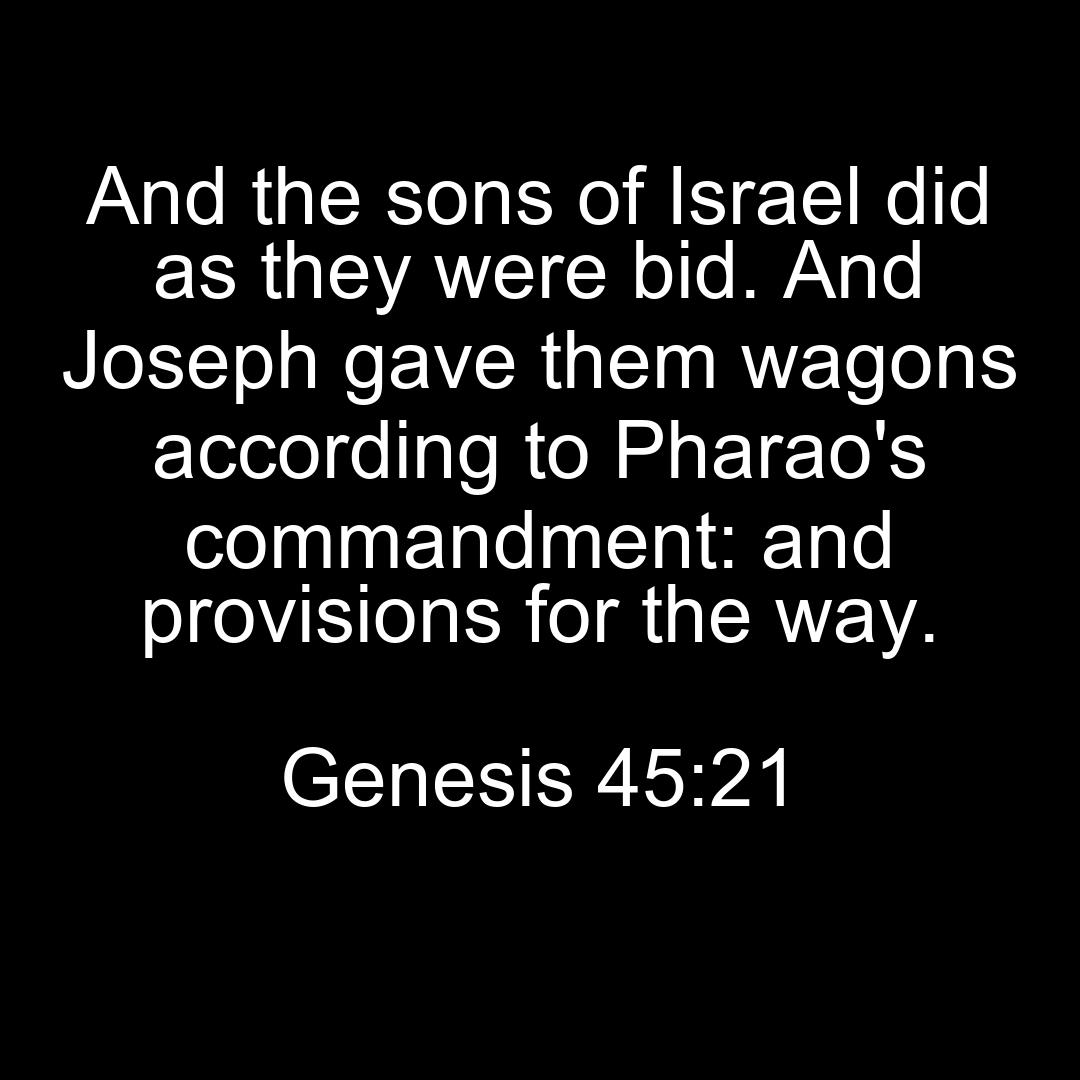 And the sons of Israel did
as they were bid. And
Joseph gave them wagons
according to Pharao's
commandment: and
provisions for the way.
Genesis 45:21